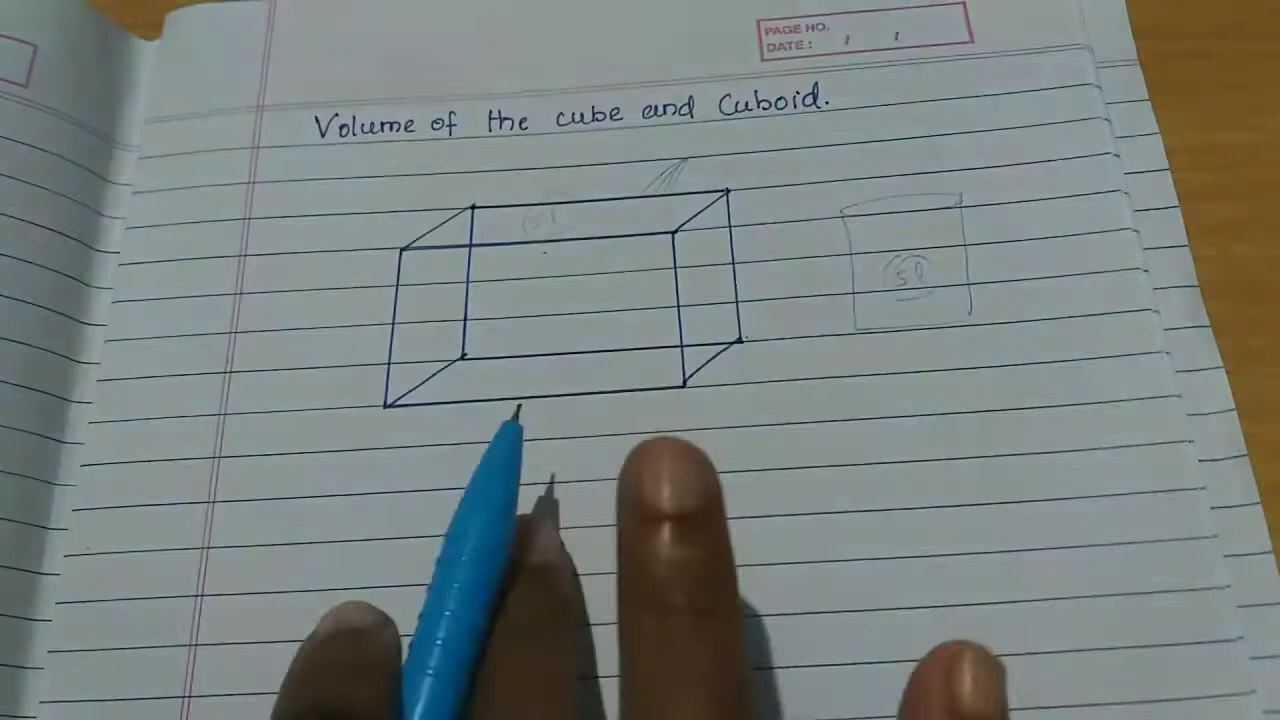 PAGE NO.
DATE :
Volume of the cube and Cuboid.